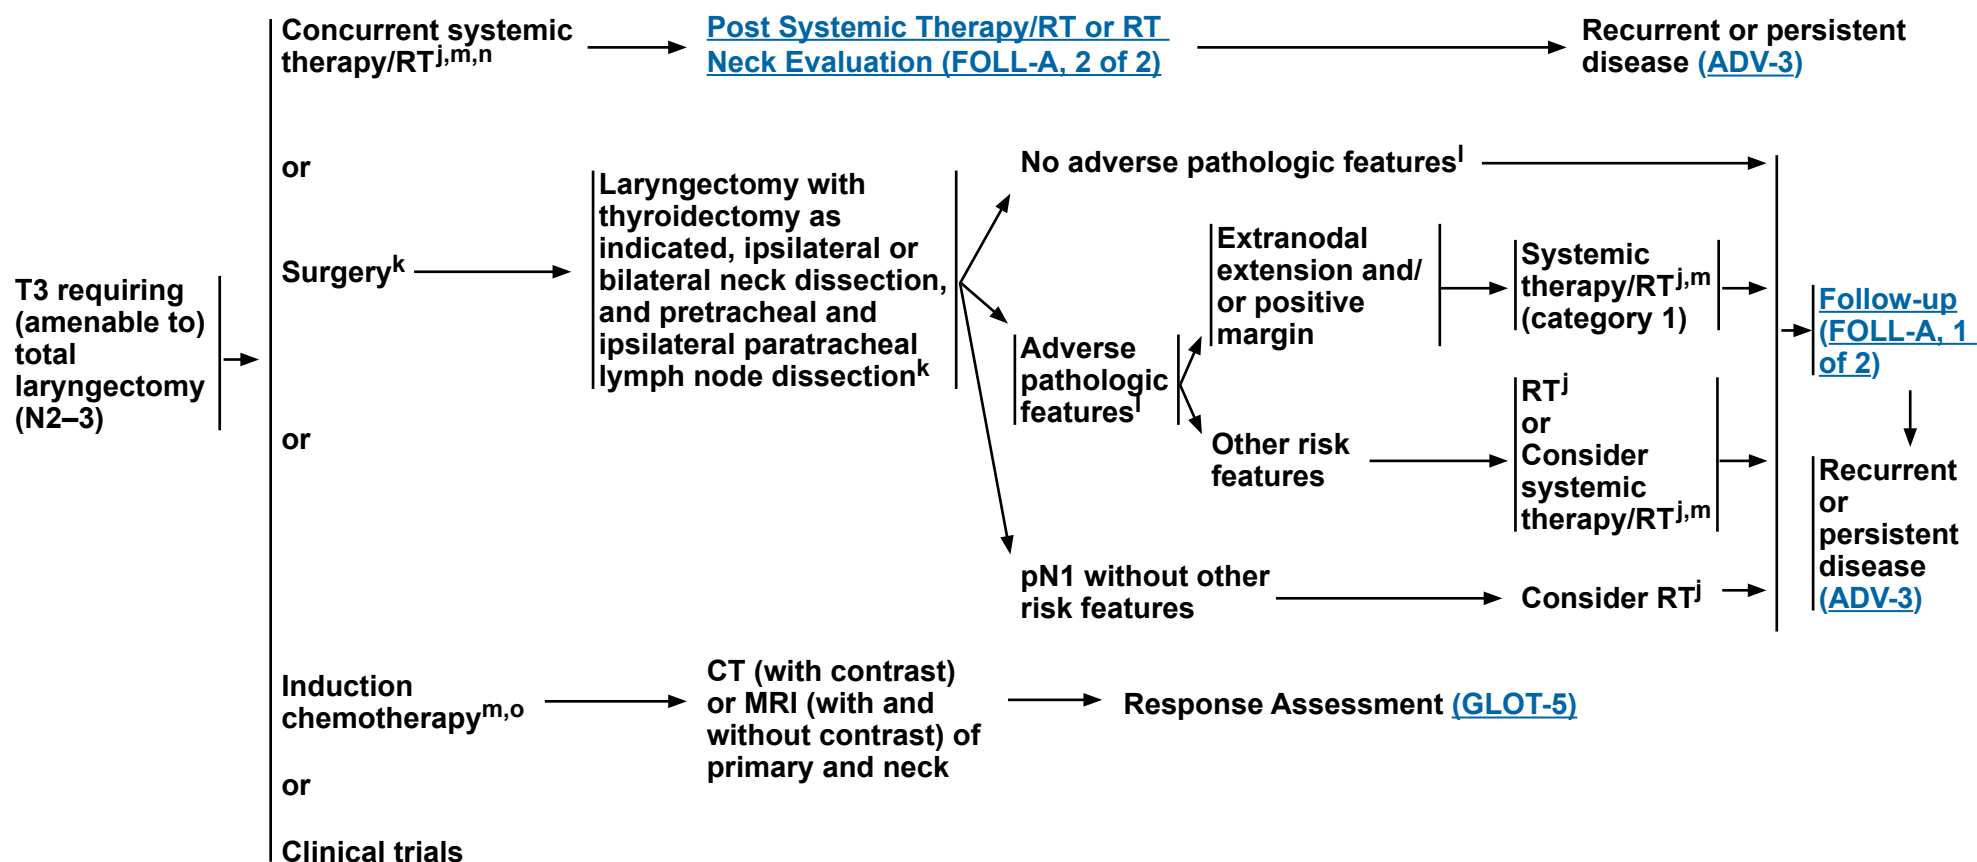 T3 requiring
(amenable to)
total
laryngectomy
(N2–3)
Concurrent systemic
therapy/RTj,m,n
Post Systemic Therapy/RT or RT
Neck Evaluation (FOLL-A, 2 of 2)
Recurrent or persistent
disease (ADV-3)
or
Surgeryk
Laryngectomy with
thyroidectomy as
indicated, ipsilateral or
bilateral neck dissection,
and pretracheal and
ipsilateral paratracheal
lymph node dissectionk
No adverse pathologic featuresl
Adverse
pathologic
featuresl
Extranodal
extension and/
or positive
margin
Systemic
therapy/RTj,m
(category 1)
Other risk
features
RTj
or
Consider
systemic
therapy/RTj,m
pN1 without other
risk features
Consider RTj
Follow-up
(FOLL-A, 1
of 2)
Recurrent
or
persistent
disease
(ADV-3)
or
Induction
chemotherapym,o
CT (with contrast)
or MRI (with and
without contrast) of
primary and neck
Response Assessment (GLOT-5)
or
Clinical trials